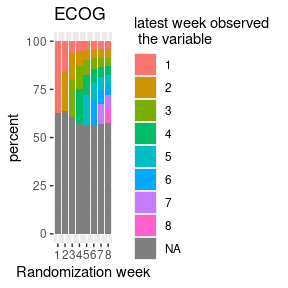 ECOG
latest week observed
the variable
100
75
50
25
0
percent
1 2 3 4 5 6 7 8
Randomization week
1
2
3
4
5
6
7
8
NA